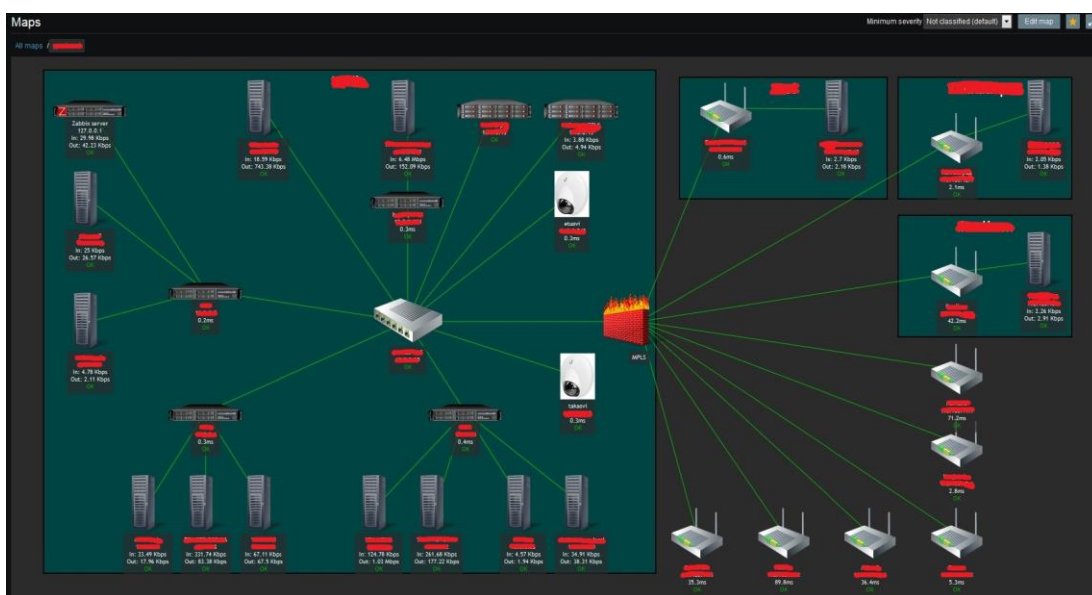 Maps
Minimum severity Not classified (default) Edit map
All maps /
Z
Zabbix server
127.0.0.1
In: 29.98 Kbps
Out: 42.23 Kbps
OK
In: 18.59 Kbps
Out: 743.38 Kbps
OK
In: 6.48 Mbps
Out: 152.09 Kbps
OK
OK
In: 3.88 Kbps
Out: 4.94 Kbps
OK
0.6ms
OK
In: 2.7 Kbps
Out: 2.18 Kbps
OK
2.1ms
OK
In: 2.05 Kbps
Out: 1.38 Kbps
OK
In: 25 Kbps
Out: 26.57 Kbps
OK
0.3ms
OK
etuovi
0.3ms
OK
0.2ms
OK
In: 4.78 Kbps
Out: 2.11 Kbps
OK
OK
MPLS
42.2ms
OK
In: 2.26 Kbps
Out: 2.91 Kbps
OK
takaovi
0.3ms
OK
71.2ms
OK
0.3ms
OK
0.4ms
OK
2.8ms
OK
In: 33.49 Kbps
Out: 17.96 Kbps
OK
In: 331.74 Kbps
Out: 83.38 Kbps
OK
In: 67.11 Kbps
Out: 67.5 Kbps
OK
In: 124.78 Kbps
Out: 1.03 Mbps
OK
In: 261.68 Kbps
Out: 177.22 Kbps
OK
In: 4.57 Kbps
Out: 1.94 Kbps
OK
In: 34.91 Kbps
Out: 38.31 Kbps
OK
35.3ms
OK
89.8ms
OK
36.4ms
OK
5.3ms
OK